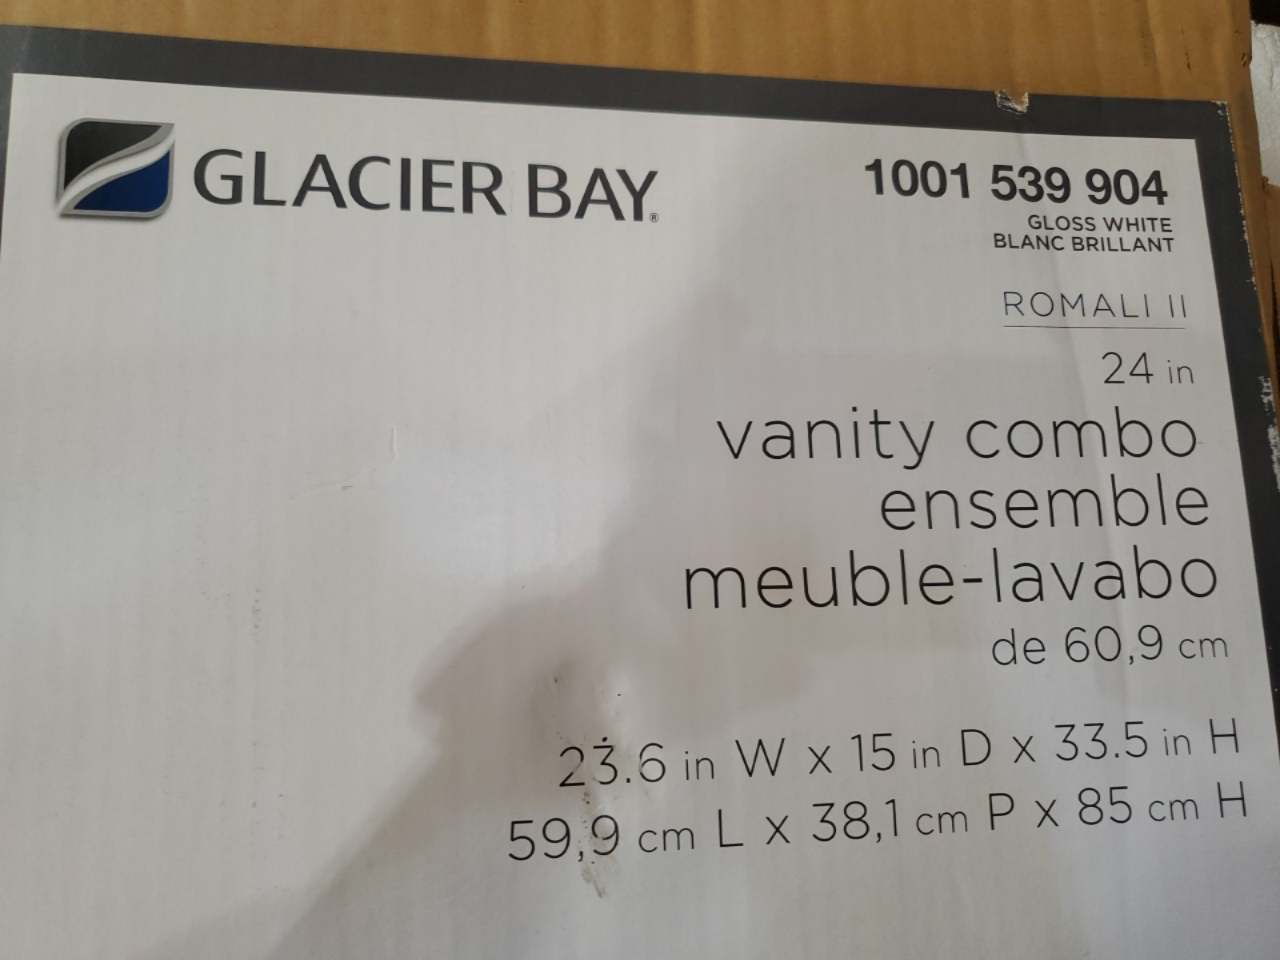 GLACIER BAY®
1001 539 904
GLOSS WHITE
BLANC BRILLANT
ROMALI II
24 in
vanity combo
ensemble
meuble-lavabo
de 60,9 cm
23.6 in W x 15 in D x 33.5 in H
59,9 cm L x 38,1 cm P x 85 cm H